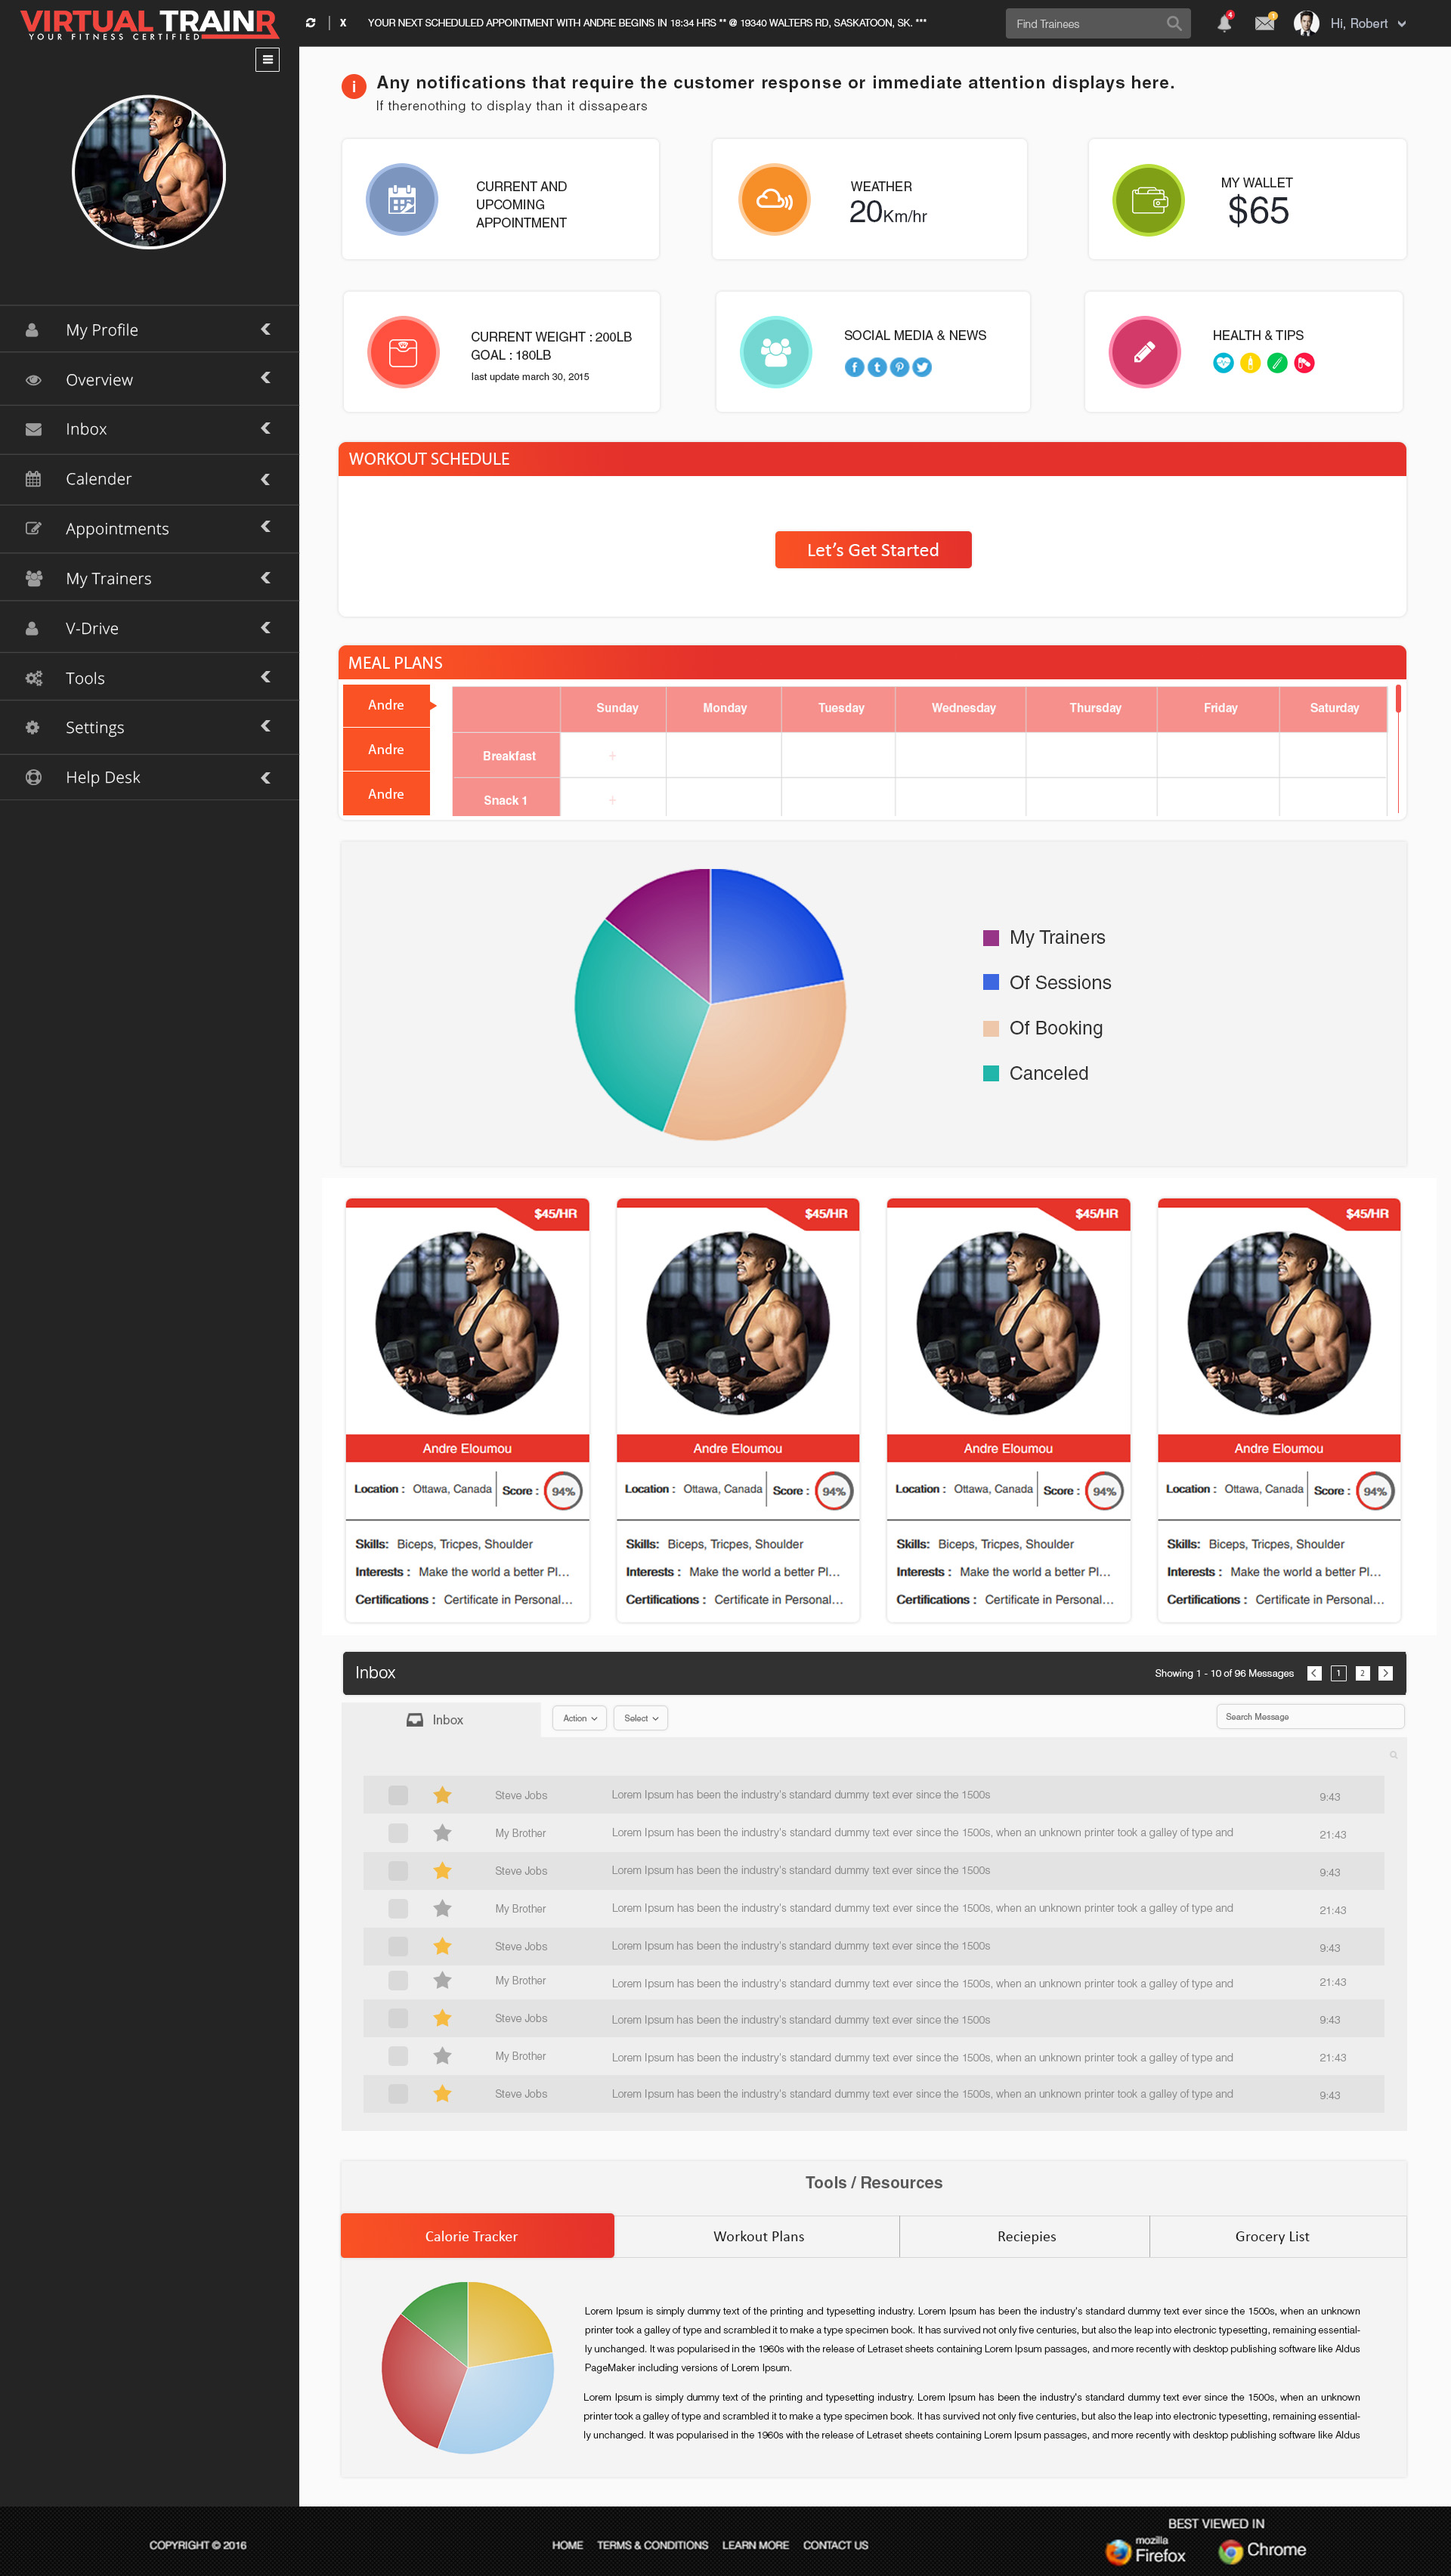 VIRTUAL TRAINR
YOUR FITNESS CERTIFIED
X YOUR NEXT SCHEDULED APPOINTMENT WITH ANDRE BEGINS IN 18:34 HRS ** @ 19340 WALTERS RD, SASKATOON, SK. ***
Find Trainees
4
Hi, Robert
i Any notifications that require the customer response or immediate attention displays here.
If therenothing to display than it dissapears
CURRENT AND
UPCOMING
APPOINTMENT
WEATHER
20Km/hr
MY WALLET
$65
CURRENT WEIGHT : 200LB
GOAL : 180LB
last update march 30, 2015
SOCIAL MEDIA & NEWS
HEALTH & TIPS
My Profile
Overview
Inbox
Calender
Appointments
My Trainers
V-Drive
Tools
Settings
Help Desk
WORKOUT SCHEDULE
Let's Get Started
MEAL PLANS
Andre
Andre
Andre
Sunday Monday Tuesday Wednesday Thursday Friday Saturday
Breakfast +
Snack 1 +
My Trainers
Of Sessions
Of Booking
Canceled
$45/HR $45/HR $45/HR $45/HR
Andre Eloumou Andre Eloumou Andre Eloumou Andre Eloumou
Location : Ottawa, Canada Score : 94% Location : Ottawa, Canada Score : 94% Location : Ottawa, Canada Score : 94% Location : Ottawa, Canada Score : 94%
Skills: Biceps, Tricpes, Shoulder Skills: Biceps, Tricpes, Shoulder Skills: Biceps, Tricpes, Shoulder Skills: Biceps, Tricpes, Shoulder
Interests : Make the world a better Pl... Interests : Make the world a better Pl... Interests : Make the world a better Pl... Interests : Make the world a better Pl...
Certifications : Certificate in Personal... Certifications : Certificate in Personal... Certifications : Certificate in Personal... Certifications : Certificate in Personal...
Inbox Showing 1 - 10 of 96 Messages < 1 2 >
Inbox Action Select Search Message
Steve Jobs Lorem Ipsum has been the industry's standard dummy text ever since the 1500s 9:43
My Brother Lorem Ipsum has been the industry's standard dummy text ever since the 1500s, when an unknown printer took a galley of type and 21:43
Steve Jobs Lorem Ipsum has been the industry's standard dummy text ever since the 1500s 9:43
My Brother Lorem Ipsum has been the industry's standard dummy text ever since the 1500s, when an unknown printer took a galley of type and 21:43
Steve Jobs Lorem Ipsum has been the industry's standard dummy text ever since the 1500s 9:43
My Brother Lorem Ipsum has been the industry's standard dummy text ever since the 1500s, when an unknown printer took a galley of type and 21:43
Steve Jobs Lorem Ipsum has been the industry's standard dummy text ever since the 1500s 9:43
My Brother Lorem Ipsum has been the industry's standard dummy text ever since the 1500s, when an unknown printer took a galley of type and 21:43
Steve Jobs Lorem Ipsum has been the industry's standard dummy text ever since the 1500s, when an unknown printer took a galley of type and 9:43
Tools / Resources
Calorie Tracker Workout Plans Reciepies Grocery List
Lorem Ipsum is simply dummy text of the printing and typesetting industry. Lorem Ipsum has been the industry's standard dummy text ever since the 1500s, when an unknown
printer took a galley of type and scrambled it to make a type specimen book. It has survived not only five centuries, but also the leap into electronic typesetting, remaining essential-
ly unchanged. It was popularised in the 1960s with the release of Letraset sheets containing Lorem Ipsum passages, and more recently with desktop publishing software like Aldus
PageMaker including versions of Lorem Ipsum.
Lorem Ipsum is simply dummy text of the printing and typesetting industry. Lorem Ipsum has been the industry's standard dummy text ever since the 1500s, when an unknown
printer took a galley of type and scrambled it to make a type specimen book. It has survived not only five centuries, but also the leap into electronic typesetting, remaining essential-
ly unchanged. It was popularised in the 1960s with the release of Letraset sheets containing Lorem Ipsum passages, and more recently with desktop publishing software like Aldus
COPYRIGHT © 2016
HOME TERMS & CONDITIONS LEARN MORE CONTACT US
BEST VIEWED IN
mozilla
Firefox
Chrome